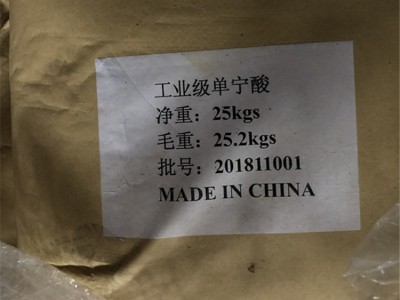 工业级单宁酸
净重：25kgs
毛重：25.2kgs
批号：201811001
MADE IN CHINA